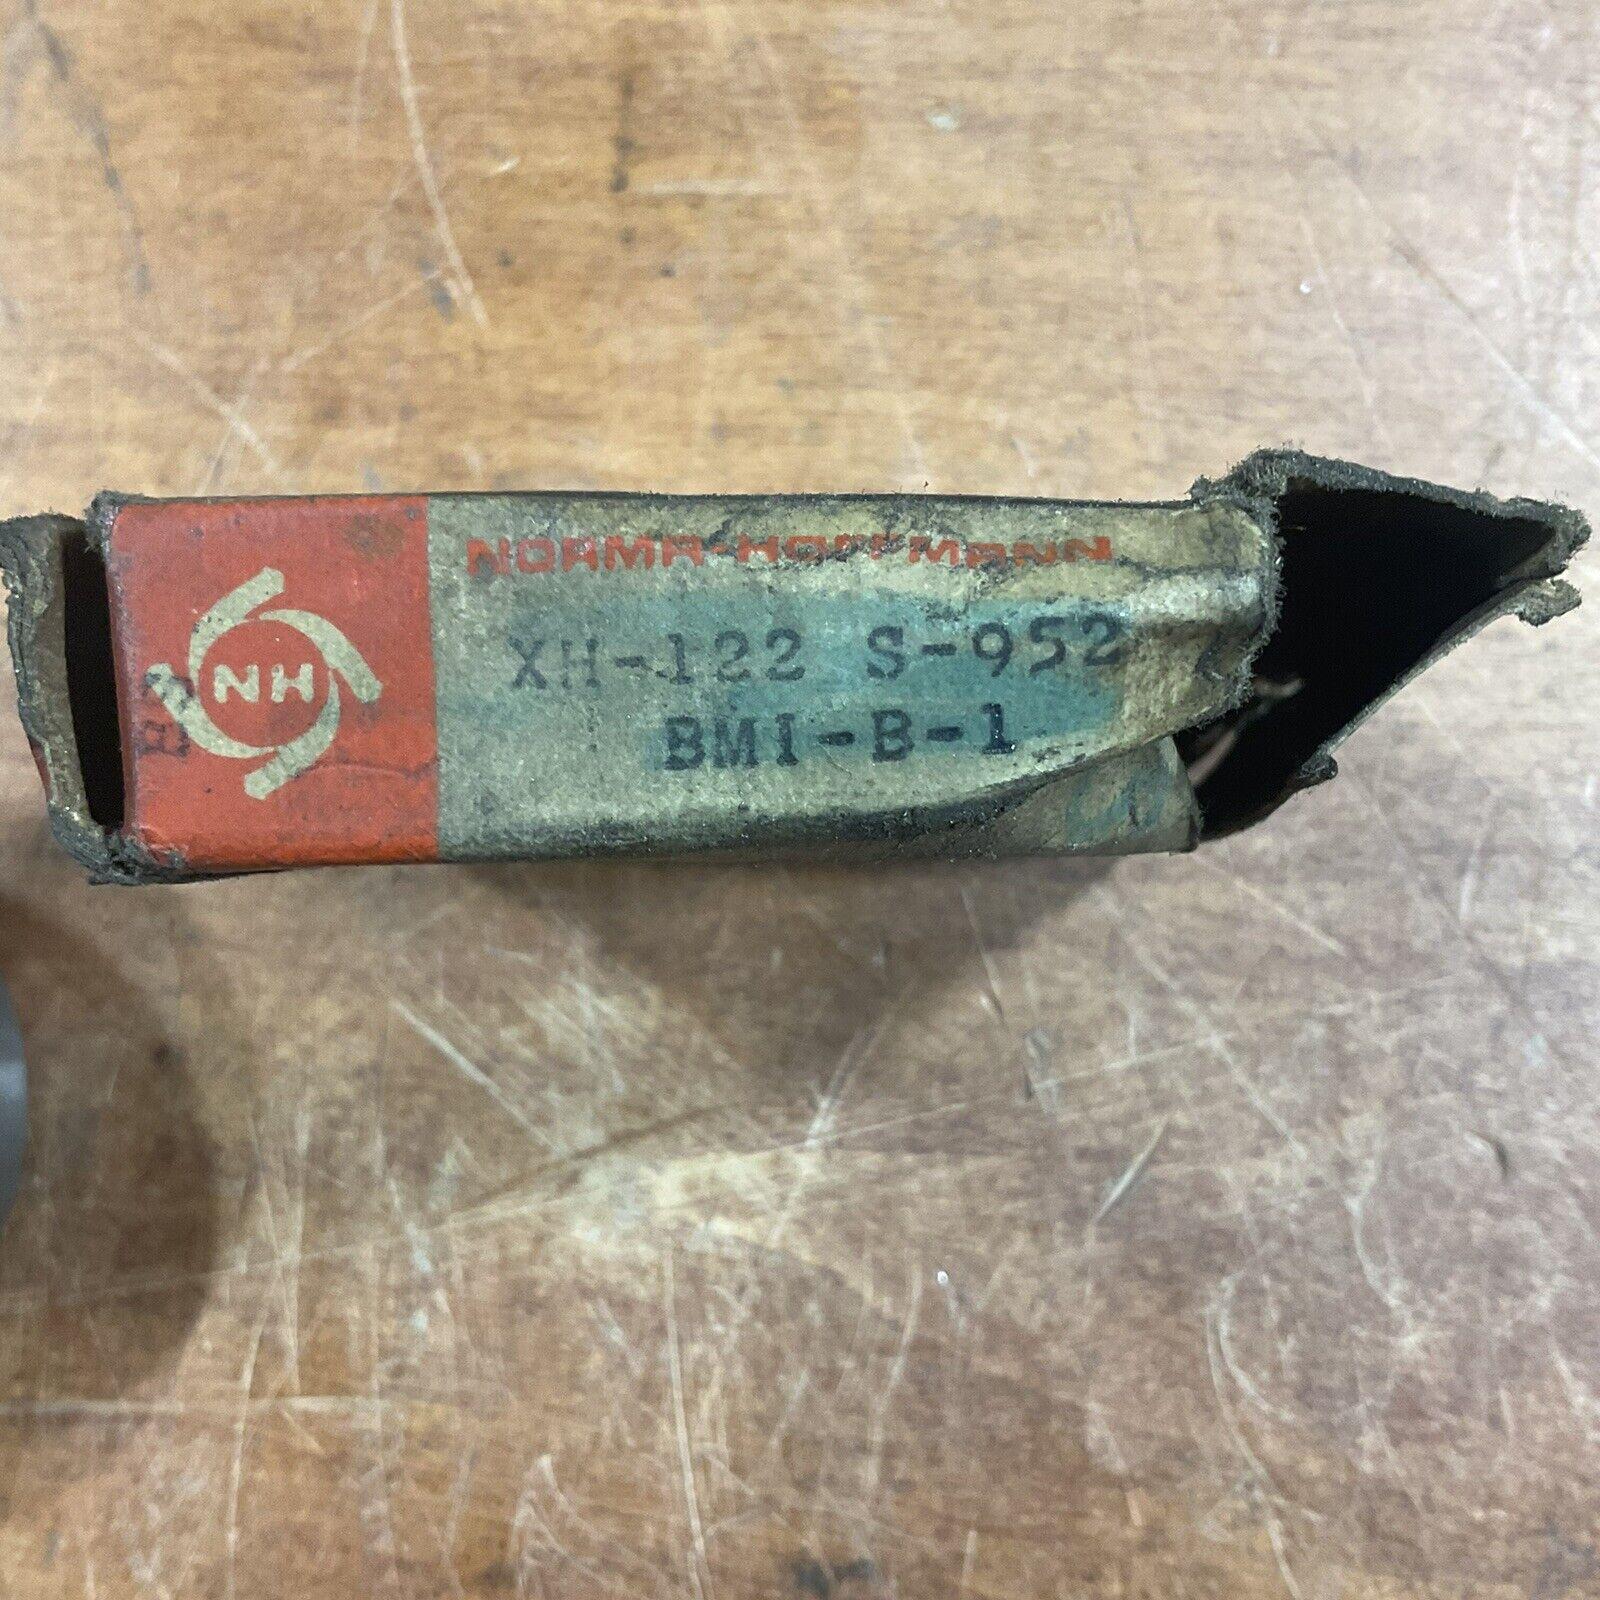 NORMA-HOFFMANN
NH
XH-122 S-952
BMI-B-1